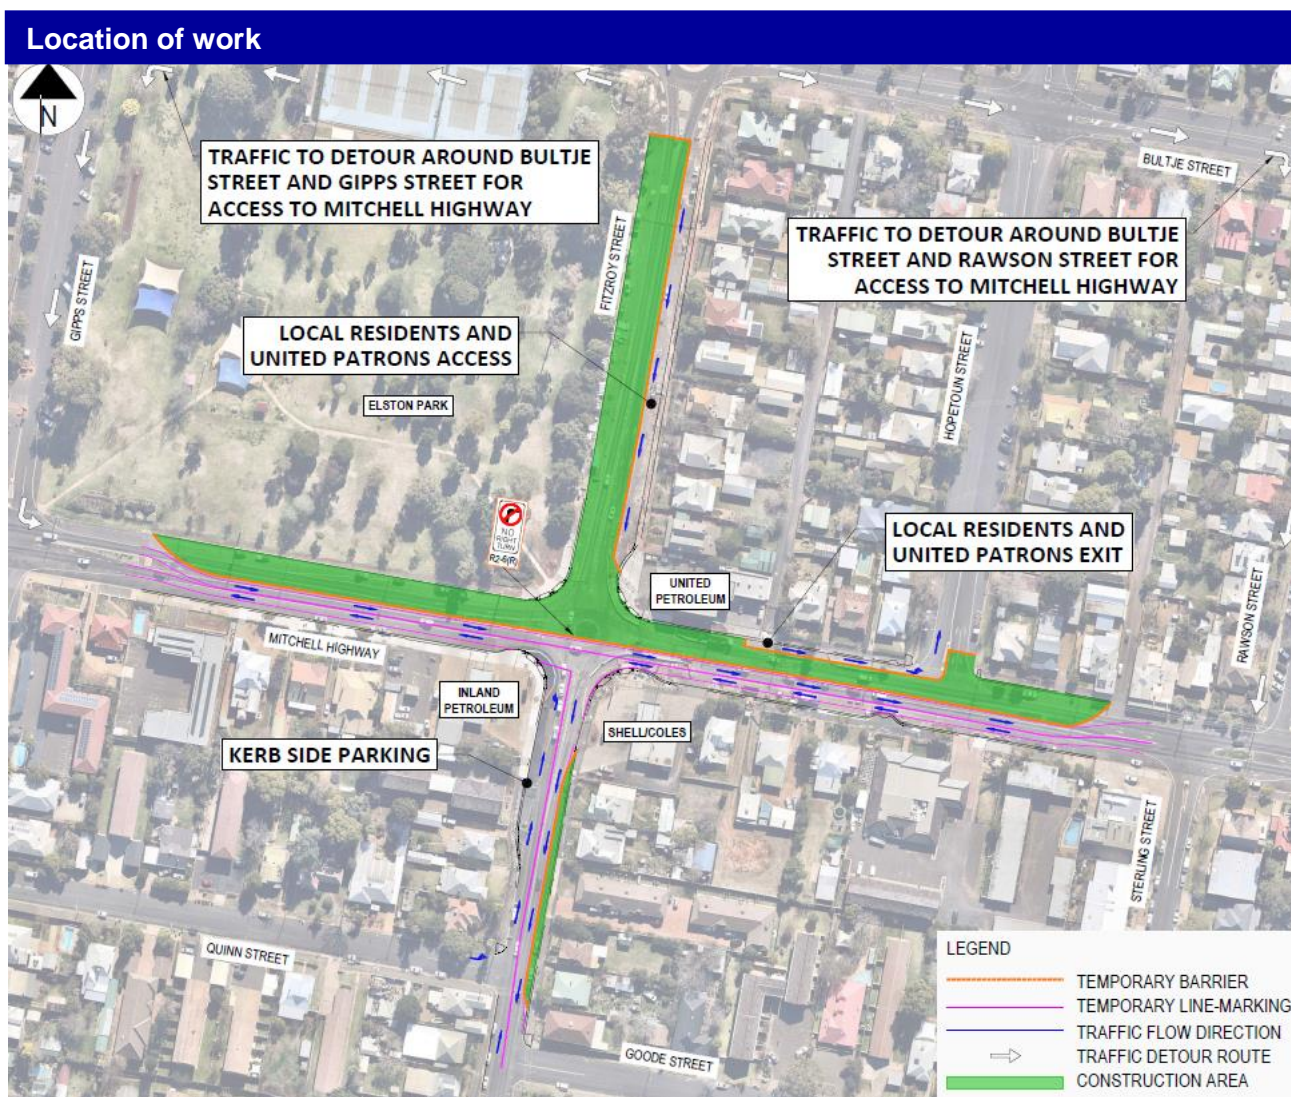 Location of work
N
TRAFFIC TO DETOUR AROUND BULTJE
STREET AND GIPPS STREET FOR
ACCESS TO MITCHELL HIGHWAY
BULTJE STREET
TRAFFIC TO DETOUR AROUND BULTJE
STREET AND RAWSON STREET FOR
ACCESS TO MITCHELL HIGHWAY
FITZROY STREET
GIPPS STREET
LOCAL RESIDENTS AND
UNITED PATRONS ACCESS
ELSTON PARK
HOPETOUN STREET
NO
RIGHT
TURN
R2-6(R)
LOCAL RESIDENTS AND
UNITED PATRONS EXIT
UNITED
PETROLEUM
RAWSON STREET
MITCHELL HIGHWAY
INLAND
PETROLEUM
SHELL/COLES
KERB SIDE PARKING
STERLING STREET
QUINN STREET
GOODE STREET
LEGEND
TEMPORARY BARRIER
TEMPORARY LINE-MARKING
TRAFFIC FLOW DIRECTION
TRAFFIC DETOUR ROUTE
CONSTRUCTION AREA